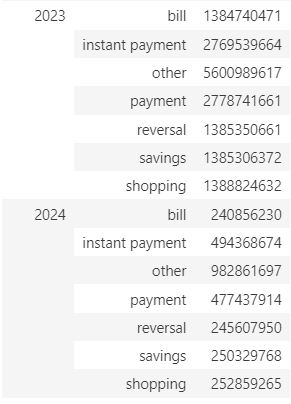 2023 bill 1384740471
instant payment 2769539664
other 5600989617
payment 2778741661
reversal 1385350661
savings 1385306372
shopping 1388824632
2024 bill 240856230
instant payment 494368674
other 982861697
payment 477437914
reversal 245607950
savings 250329768
shopping 252859265